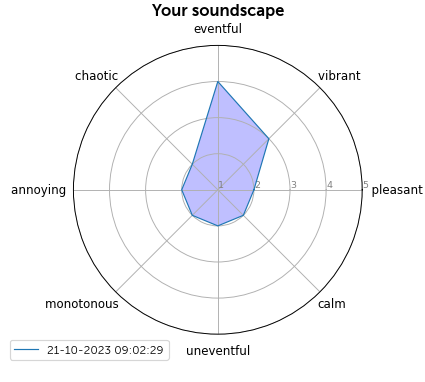 Your soundscape
eventful
chaotic
vibrant
annoying
1
2
3
4
5
pleasant
monotonous
calm
uneventful
21-10-2023 09:02:29